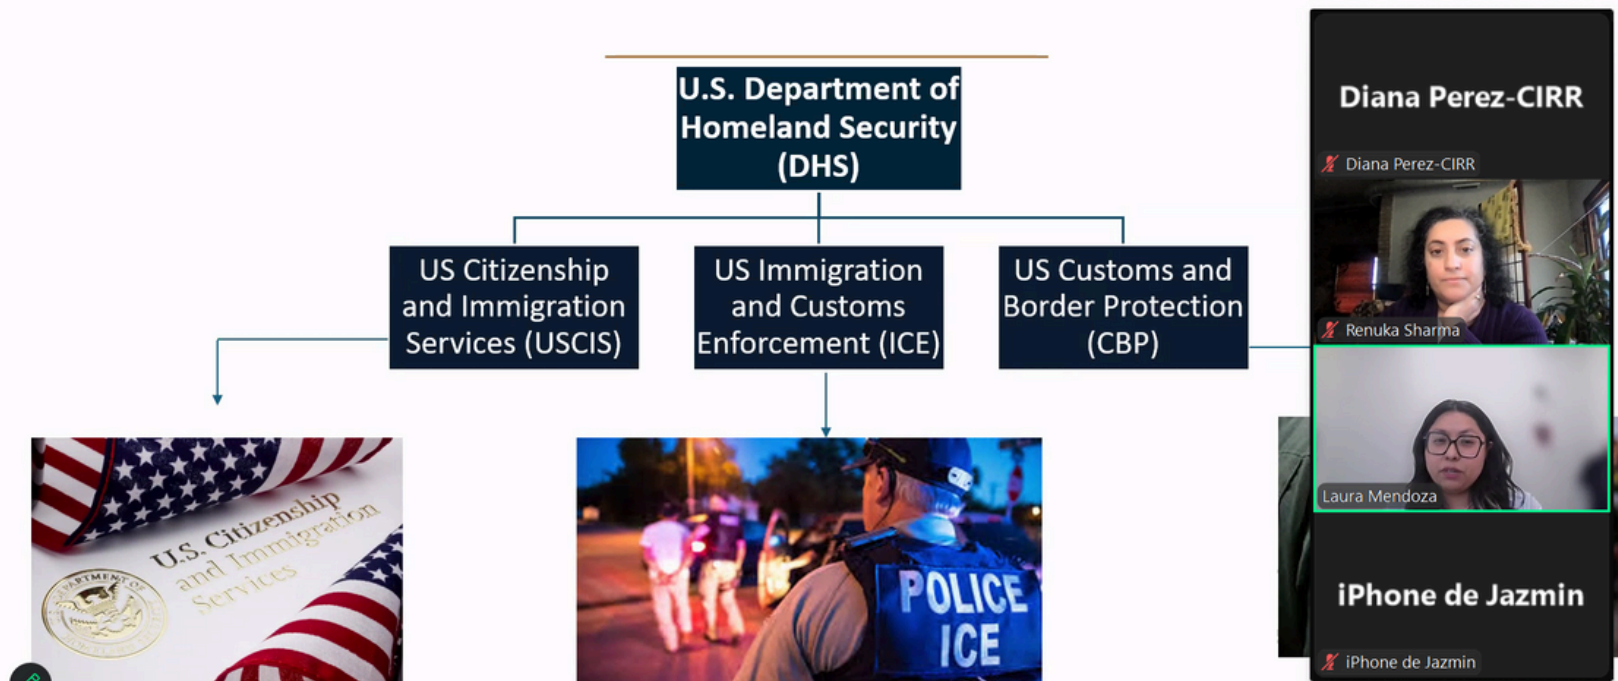 U.S. Department of
Homeland Security
(DHS)
US Citizenship
and Immigration
Services (USCIS)
US Immigration
and Customs
Enforcement (ICE)
US Customs and
Border Protection
(CBP)
U.S. Citizenship
and Immigration
Services
POLICE
ICE
Diana Perez-CIRR
Diana Perez-CIRR
Renuka Sharma
Laura Mendoza
iPhone de Jazmin
iPhone de Jazmin